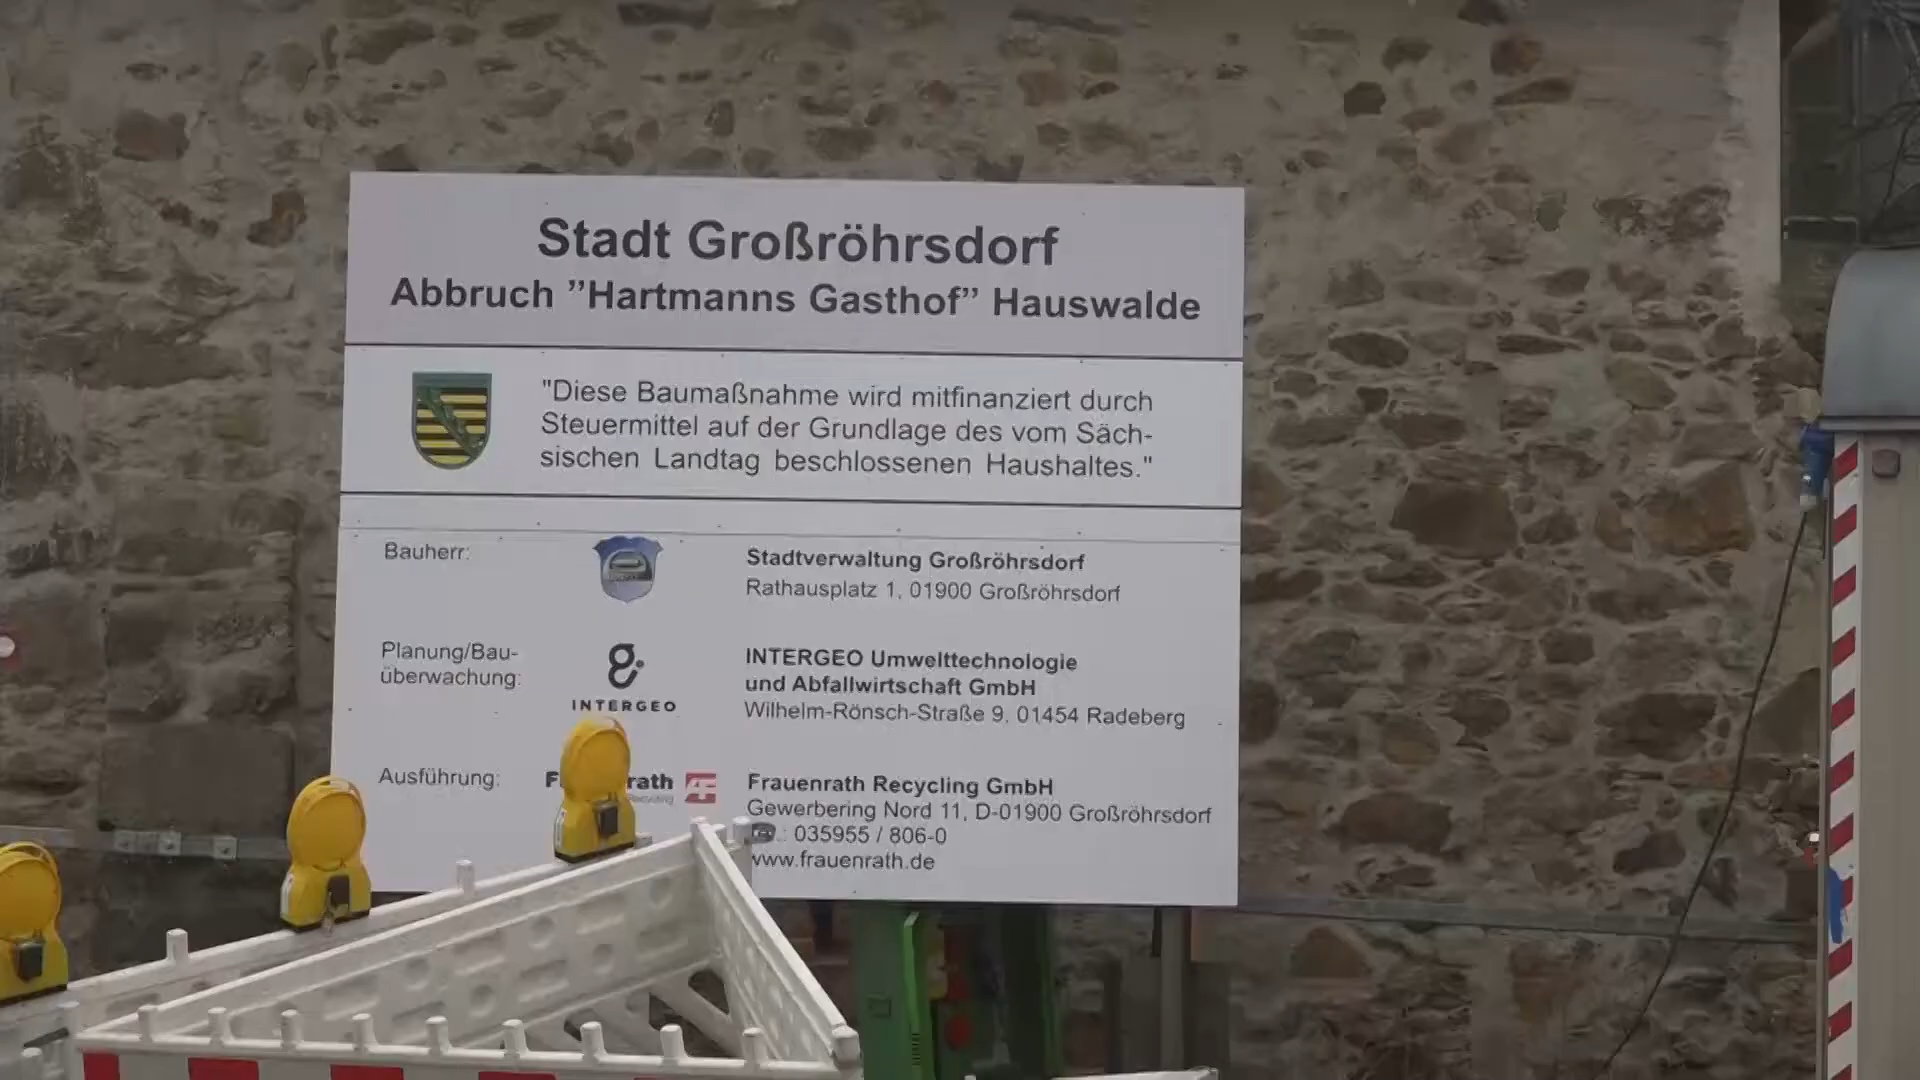 Stadt Großröhrsdorf
Abbruch ”Hartmanns Gasthof” Hauswalde
"Diese Baumaßnahme wird mitfinanziert durch
Steuermittel auf der Grundlage des vom Säch-
sischen Landtag beschlossenen Haushaltes."
Bauherr:
Stadtverwaltung Großröhrsdorf
Rathausplatz 1, 01900 Großröhrsdorf
Planung/Bau-
überwachung:
INTERGEO
INTERGEO Umwelttechnologie
und Abfallwirtschaft GmbH
Wilhelm-Rönsch-Straße 9, 01454 Radeberg
Ausführung:
Frauenrath Recycling GmbH
Gewerbering Nord 11, D-01900 Großröhrsdorf
: 035955 / 806-0
www.frauenrath.de